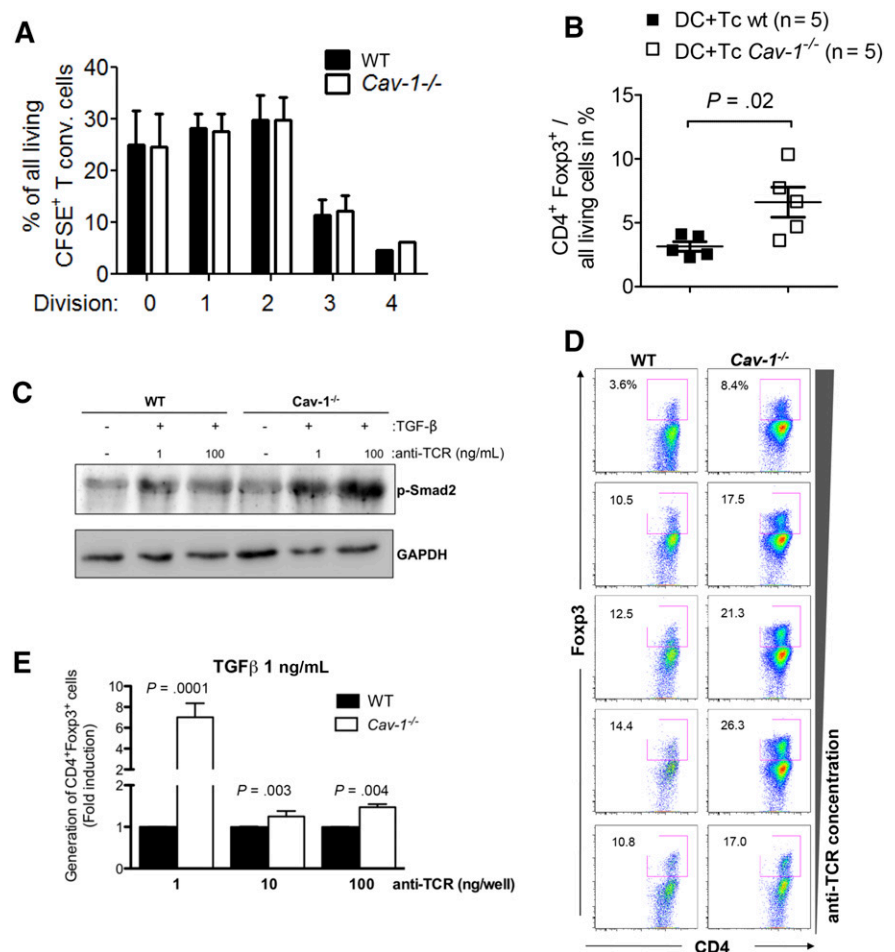 A
WT
Cav-1-/-
% of all living
CFSE+ T conv. cells
40
30
20
10
0
Division: 0 1 2 3 4
B
DC+Tc wt (n=5)
DC+Tc Cav-1-/- (n=5)
P = .02
CD4+ Foxp3+ /
all living cells in %
15
10
5
0
C
WT Cav-1-/-
- + + - + + :TGF-β
- 1 100 - 1 100 :anti-TCR (ng/mL)
p-Smad2
GAPDH
D
WT Cav-1-/-
3.6% 8.4%
10.5 17.5
12.5 21.3
14.4 26.3
10.8 17.0
Foxp3
CD4
anti-TCR concentration
E
TGFβ 1 ng/mL
WT
Cav-1-/-
Generation of CD4+Foxp3+ cells
(Fold induction)
10
8
6
4
2
2
1
0
P = .0001
P = .003
P = .004
1 10 100 anti-TCR (ng/well)